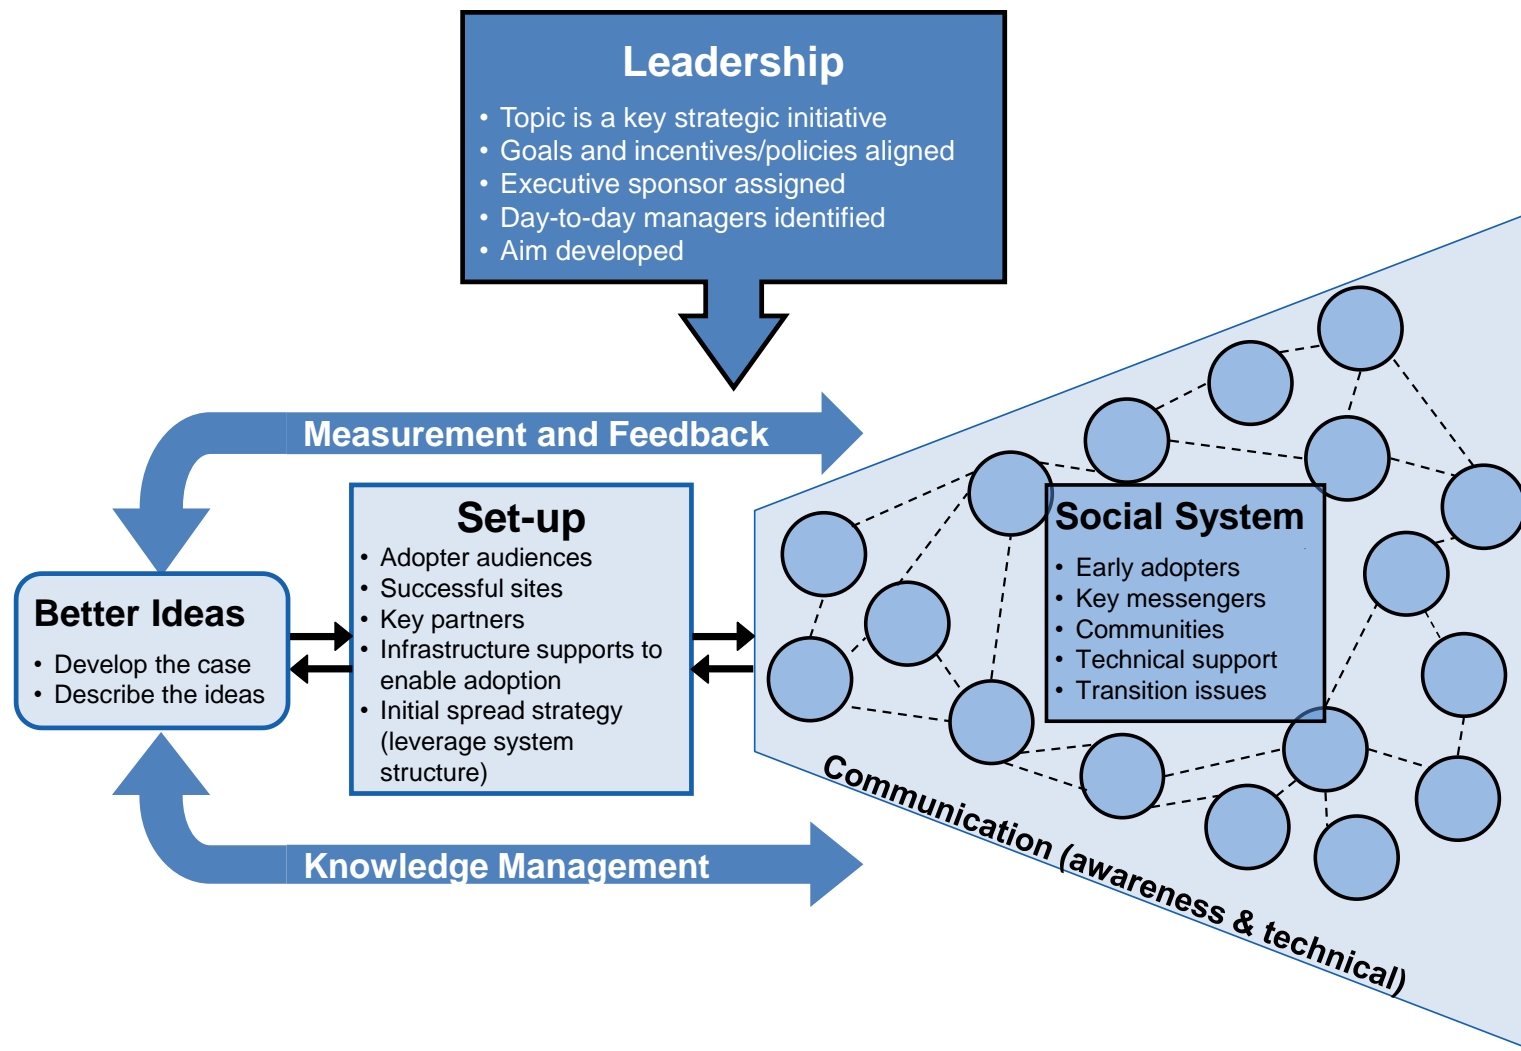 Leadership
• Topic is a key strategic initiative
• Goals and incentives/policies aligned
• Executive sponsor assigned
• Day-to-day managers identified
• Aim developed
Measurement and Feedback
Better Ideas
• Develop the case
• Describe the ideas
Set-up
• Adopter audiences
• Successful sites
• Key partners
• Infrastructure supports to
enable adoption
• Initial spread strategy
(leverage system
structure)
Social System
• Early adopters
• Key messengers
• Communities
• Technical support
• Transition issues
Knowledge Management
Communication (awareness & technical)